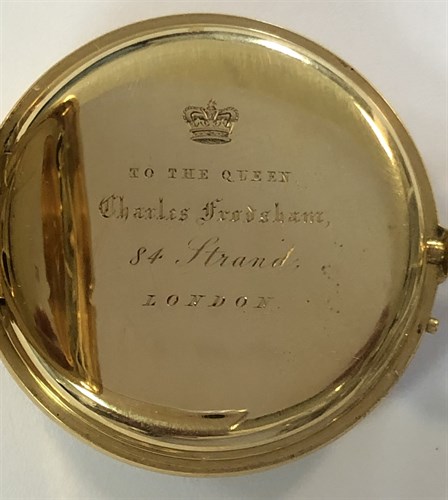 TO THE QUEEN
Charles Frodsham,
84 Strand.
LONDON